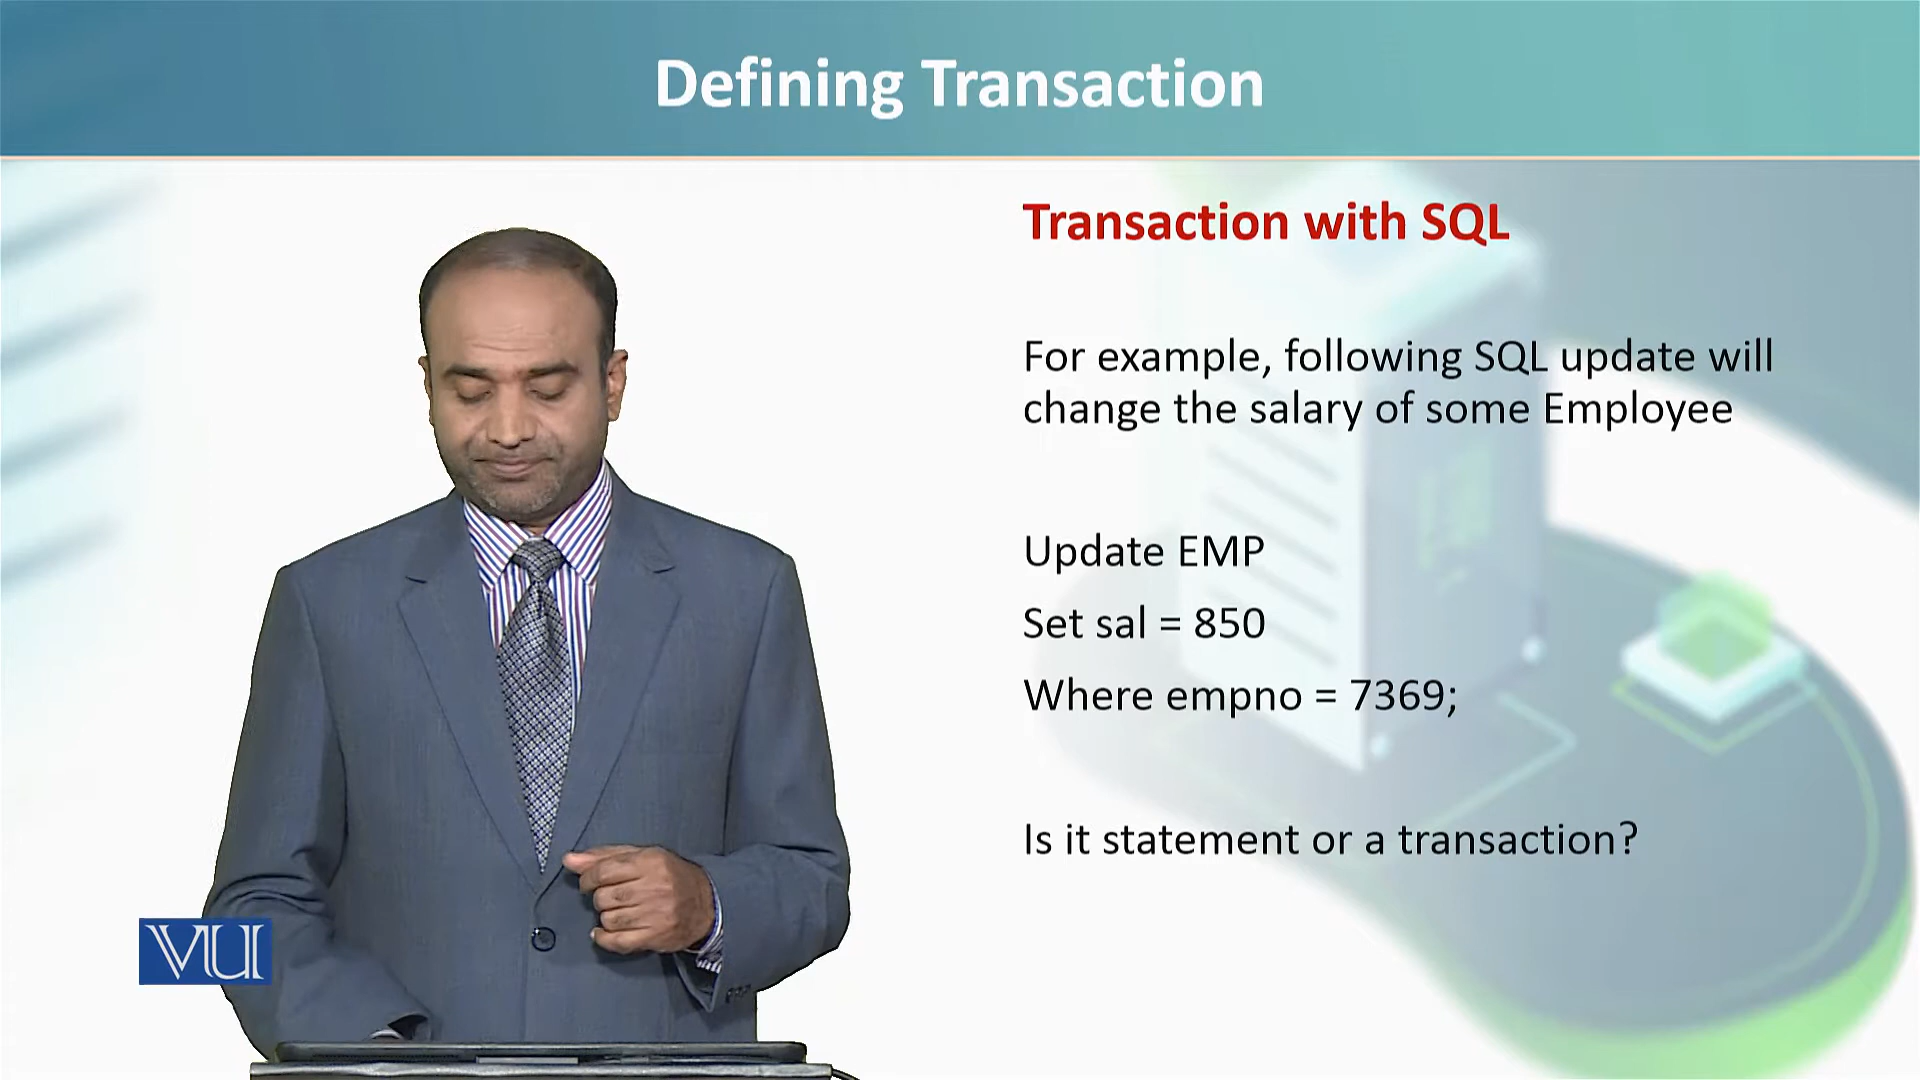 Defining Transaction
Transaction with SQL
For example, following SQL update will
change the salary of some Employee
Update EMP
Set sal = 850
Where empno = 7369;
Is it statement or a transaction?
VU